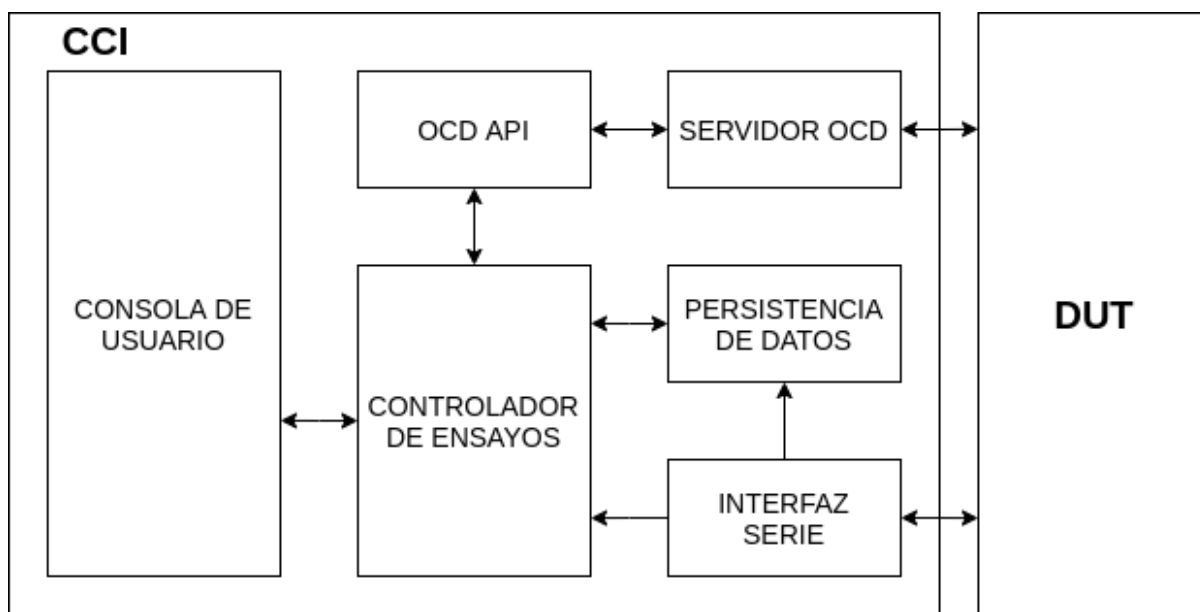 CCI
OCD API
SERVIDOR OCD
CONSOLA DE
USUARIO
PERSISTENCIA
DE DATOS
DUT
CONTROLADOR
DE ENSAYOS
INTERFAZ
SERIE